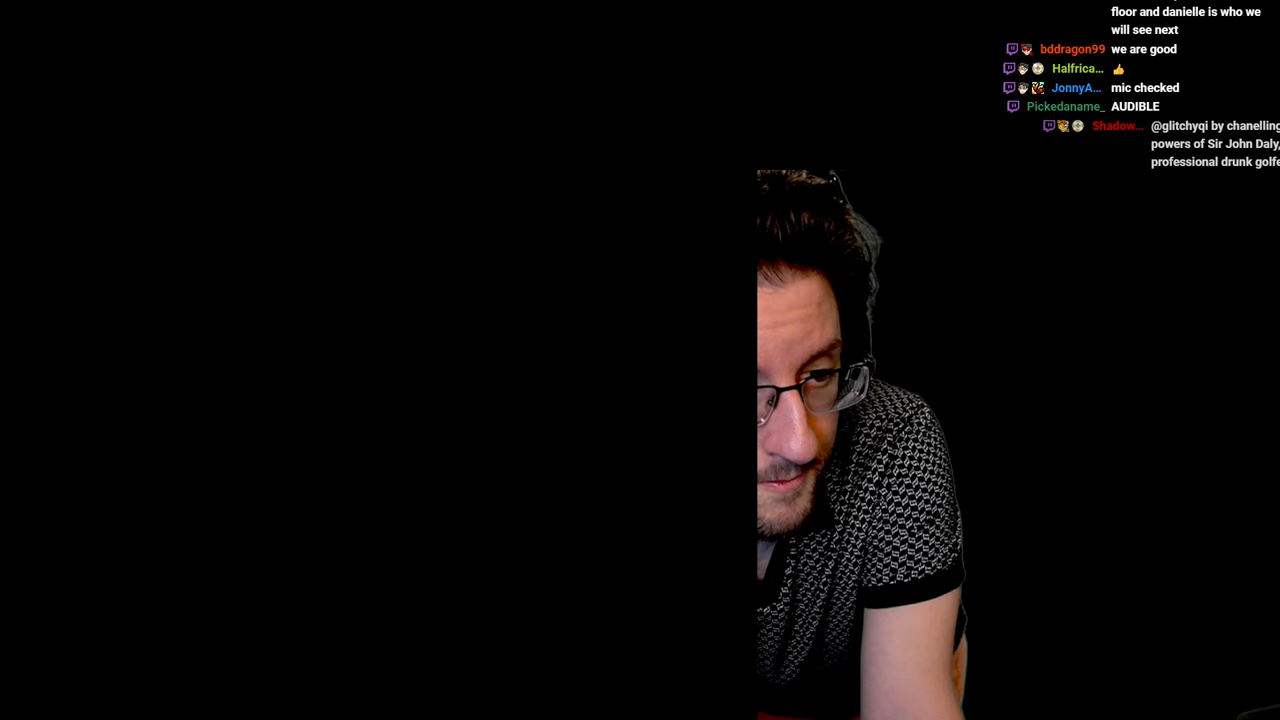 floor and danielle is who we
will see next
bddragon99 we are good
Halfrica... 👍
JonnyA... mic checked
Pickedaname_ AUDIBLE
Shadow... @glitchyqi by chanelling
powers of Sir John Daly,
professional drunk golfe